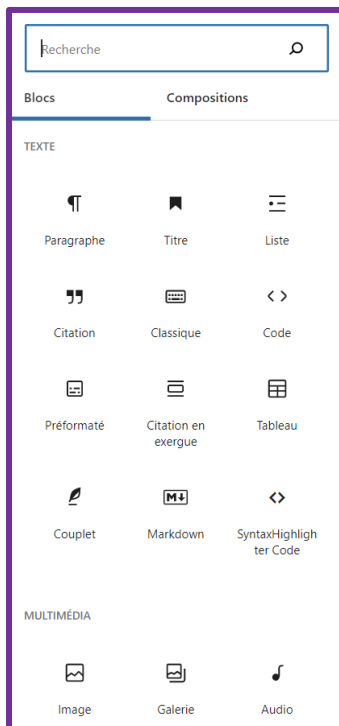 Recherche
Blocs Compositions
TEXTE
Paragraphe Titre Liste
Citation Classique Code
Préformaté Citation en exergue Tableau
Couplet M↓ Markdown SyntaxHighligh
ter Code
MULTIMÉDIA
Image Galerie Audio